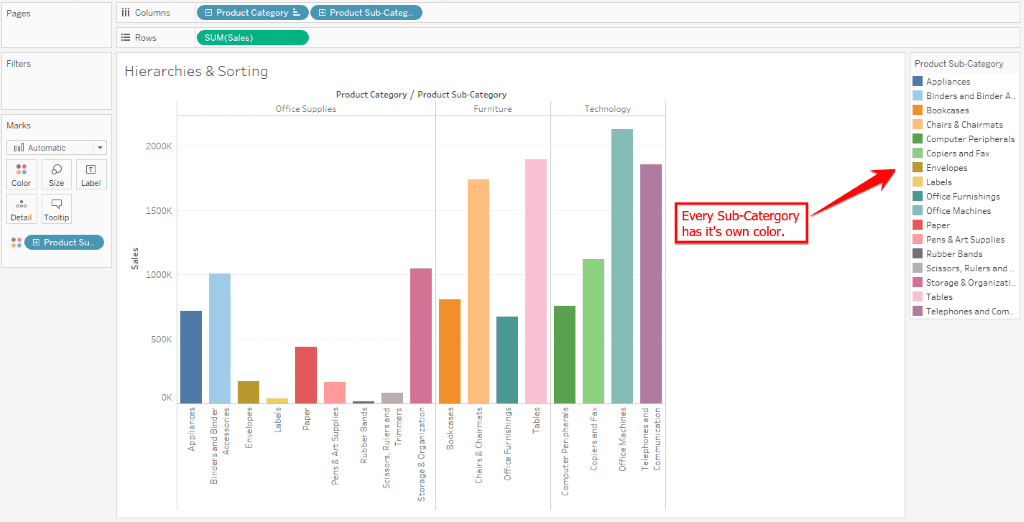 Pages
Columns
Product Category
Product Sub-Categ..
Rows
SUM(Sales)
Filters
Marks
Automatic
Color
Size
Label
Detail
Tooltip
Product Su..
Hierarchies & Sorting
Product Category / Product Sub-Category
Office Supplies
Furniture
Technology
Sales
2000K
1500K
1000K
500K
0K
Appliances
Binders and Binder
Accessories
Envelopes
Labels
Paper
Pens & Art Supplies
Rubber Bands
Scissors, Rulers and
Trimmers
Storage & Organization
Bookcases
Chairs & Chairmats
Office Furnishings
Tables
Computer Peripherals
Copiers and Fax
Office Machines
Telephones and
Communication
Every Sub-Catergory
has it's own color.
Product Sub-Category
Appliances
Binders and Binder A..
Bookcases
Chairs & Chairmats
Computer Peripherals
Copiers and Fax
Envelopes
Labels
Office Furnishings
Office Machines
Paper
Pens & Art Supplies
Rubber Bands
Scissors, Rulers and ..
Storage & Organizati..
Tables
Telephones and Com..